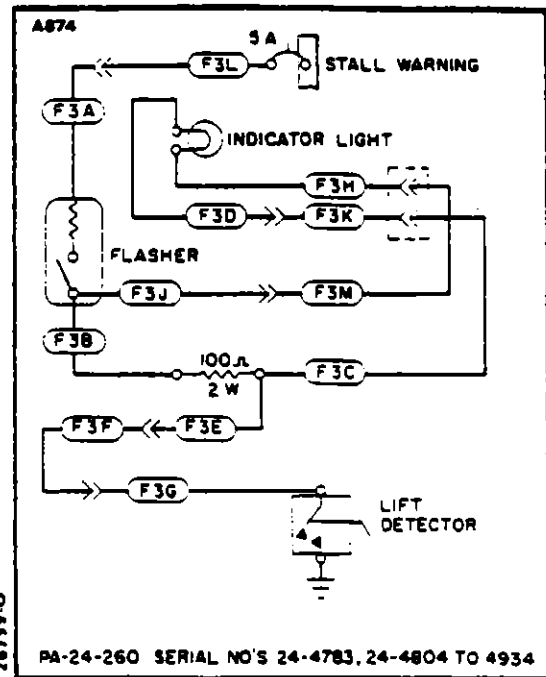 A874
5 A
F3L
STALL WARNING
F3A
INDICATOR LIGHT
F3H
F3D
F3K
FLASHER
F3J
F3M
F3B
100Ω
2 W
F3C
F3F
F3E
F3G
LIFT
DETECTOR
PA-24-260 SERIAL NO'S 24-4783, 24-4804 TO 4934